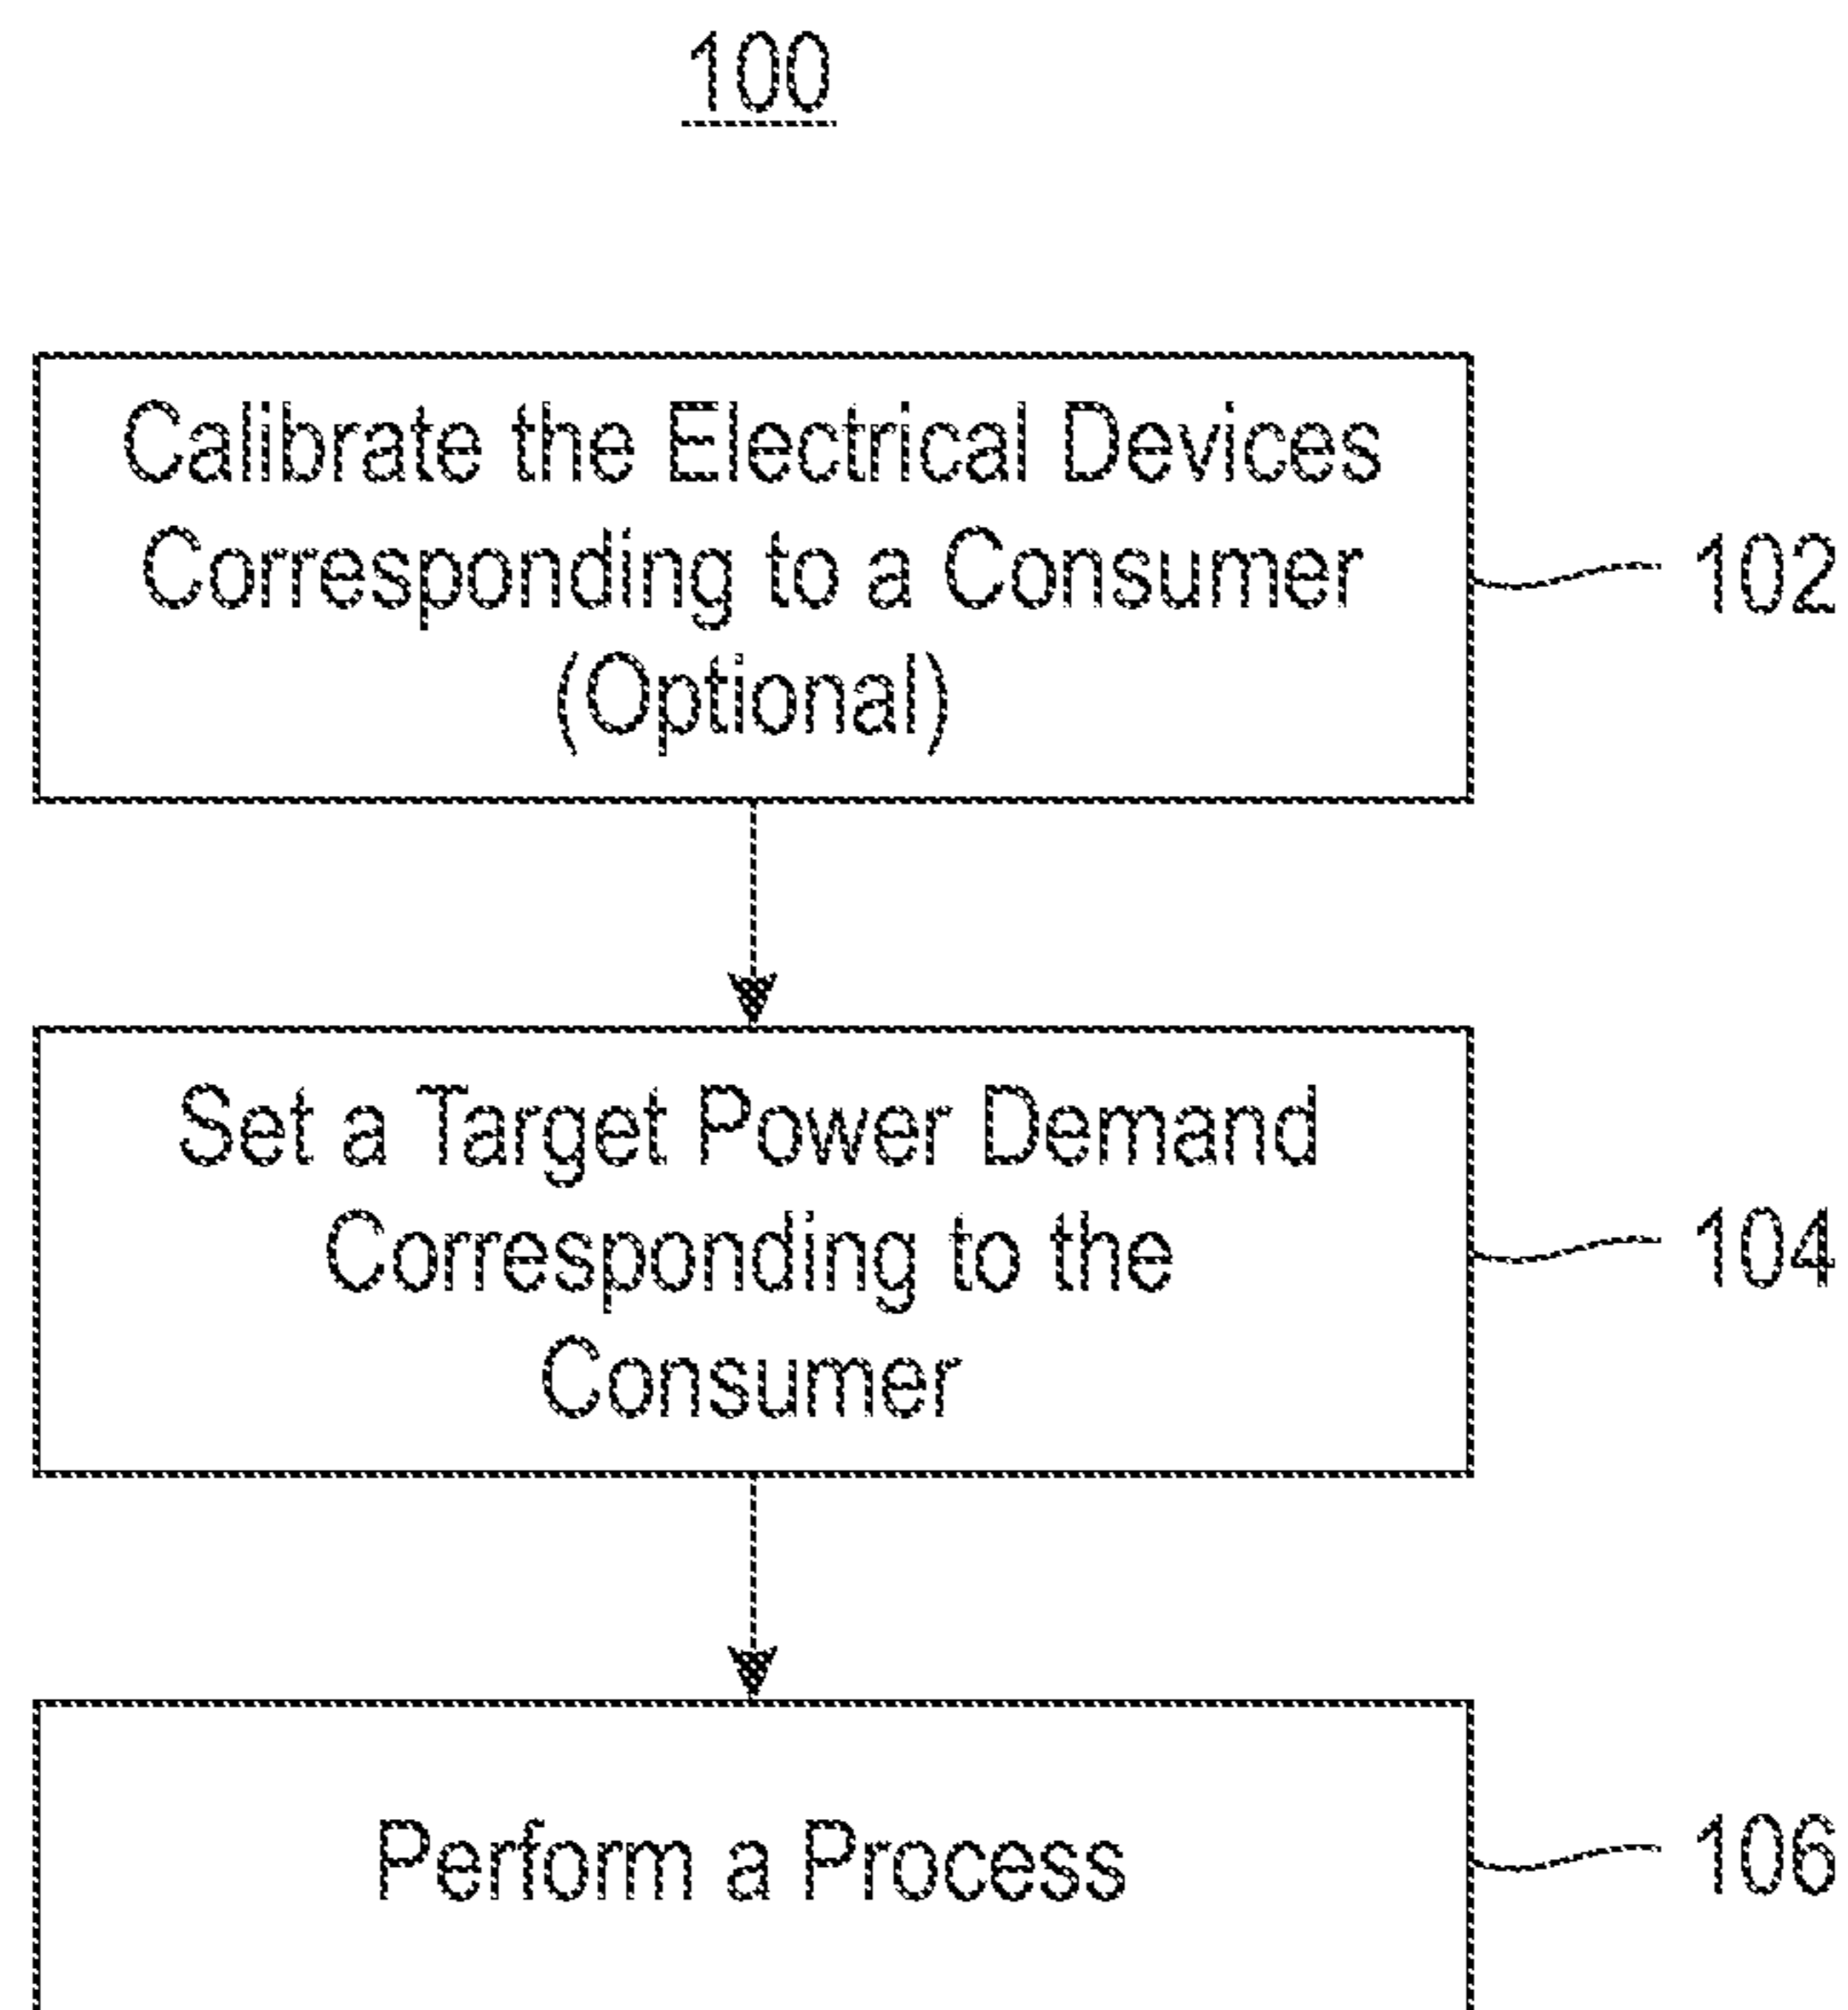 100
Calibrate the Electrical Devices
Corresponding to a Consumer
(Optional)
102
Set a Target Power Demand
Corresponding to the
Consumer
104
Perform a Process
106